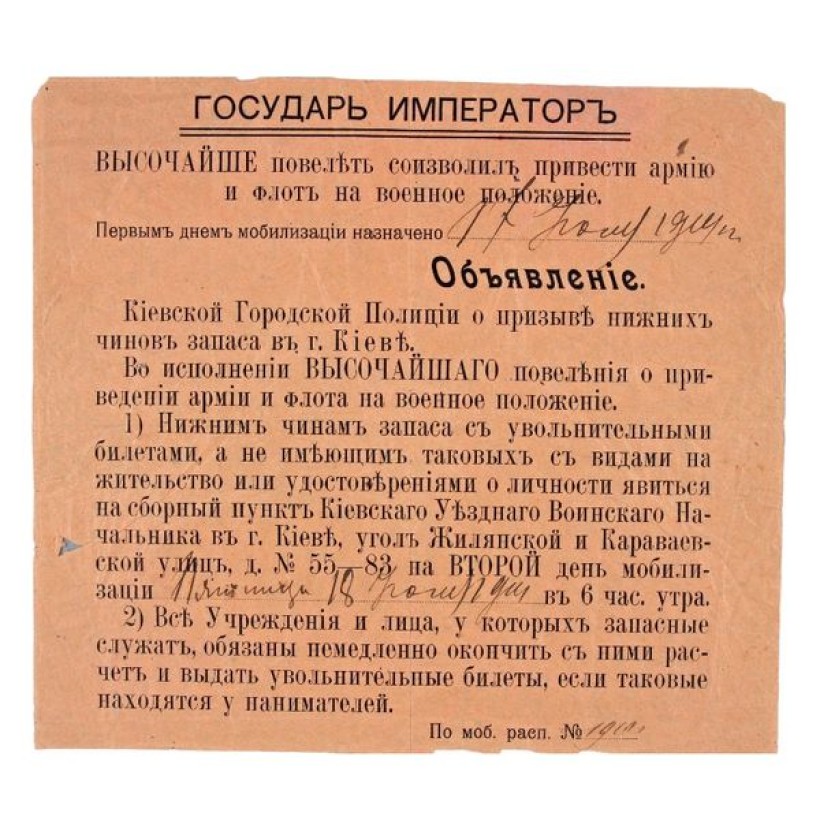 ГОСУДАРЬ ИМПЕРАТОРЪ
ВЫСОЧАЙШЕ повелѣть соизволилъ привести армію
и флотъ на военное положеніе.
Первымъ днемъ мобилизаціи назначено 17 Іюля 1914 г.
Объявленіе.
Кіевской Городской Полиціи о призывѣ нижнихъ
чиновъ запаса въ г. Кіевѣ.
Во исполненіи ВЫСОЧАЙШАГО повелѣнія о при-
веденіи арміи и флота на военное положеніе.
1) Нижнимъ чинамъ запаса съ увольнительными
билетами, а не имѣющимъ таковыхъ съ видами на
жительство или удостовѣреніями о личности явиться
на сборный пунктъ Кіевскаго Уѣзднаго Воинскаго На-
чальника въ г. Кіевѣ, уголъ Жилянской и Караваев-
ской улицъ, д. № 55—83 на ВТОРОЙ день мобили-
заціи Пятница 18 Іюля 1914 въ 6 час. утра.
2) Всѣ Учрежденія и лица, у которыхъ запасные
служатъ, обязаны немедленно окончить съ ними рас-
четъ и выдать увольнительные билеты, если таковые
находятся у нанимателей.
По моб. расп. №